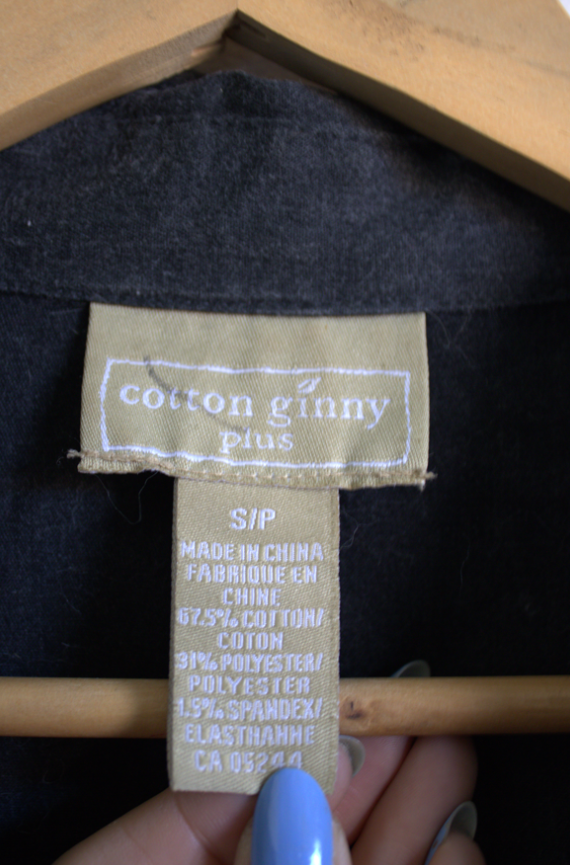 cotton ginny
plus
S/P
MADE IN CHINA
FABRIQUE EN
CHINE
67.5% COTTON/
COTON
31% POLYESTER/
POLYESTER
1.5% SPANDEX/
ELASTHANNE
CA 05244